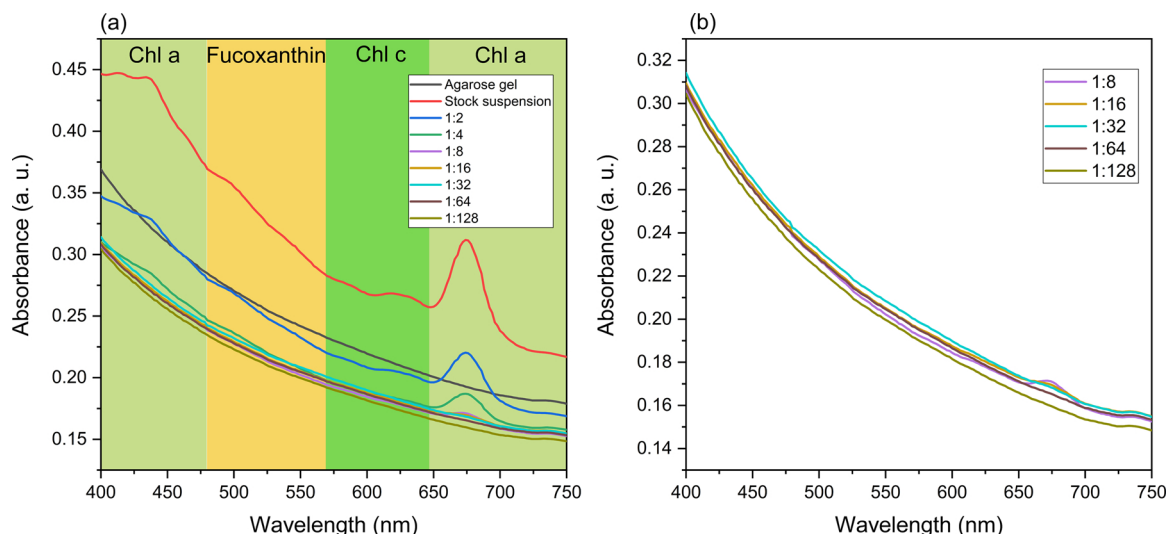 (a)
Chl a Fucoxanthin Chl c Chl a
Agarose gel
Stock suspension
1:2
1:4
1:8
1:16
1:32
1:64
1:128
0.45
0.40
0.35
0.30
0.25
0.20
0.15
Absorbance (a. u.)
400 450 500 550 600 650 700 750
Wavelength (nm)
(b)
1:8
1:16
1:32
1:64
1:128
0.32
0.30
0.28
0.26
0.24
0.22
0.20
0.18
0.16
0.14
Absorbance (a. u.)
400 450 500 550 600 650 700 750
Wavelength (nm)